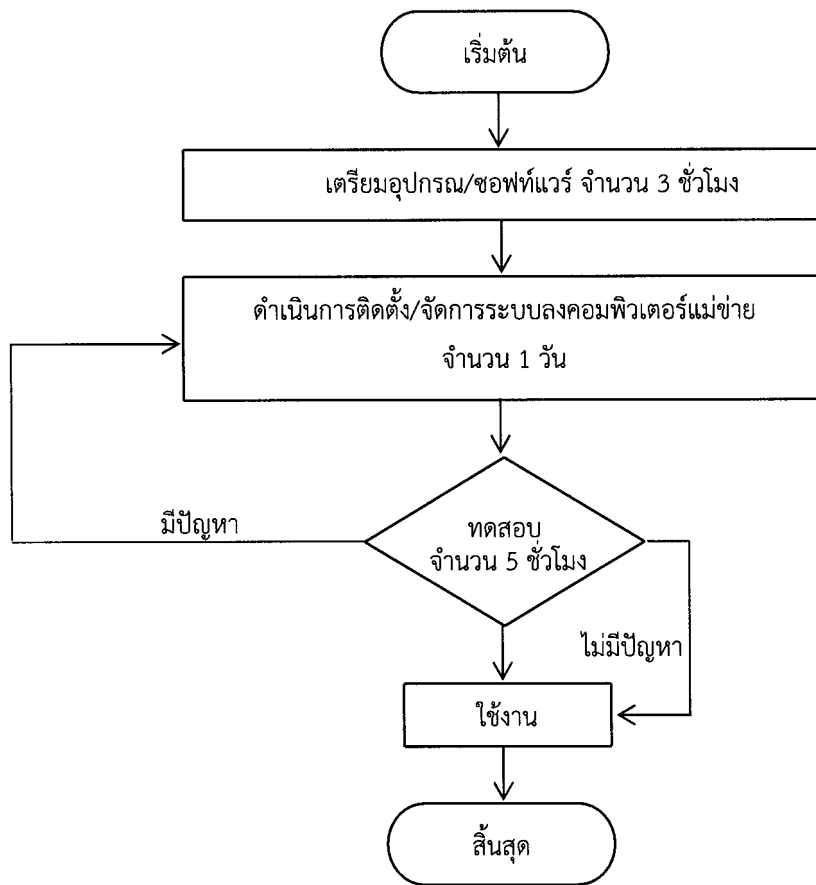 เริ่มต้น
เตรียมอุปกรณ/ซอฟท์แวร์ จำนวน 3 ชั่วโมง
ดำเนินการติดตั้ง/จัดการระบบลงคอมพิวเตอร์แม่ข่าย
จำนวน 1 วัน
มีปัญหา
ทดสอบ
จำนวน 5 ชั่วโมง
ไม่มีปัญหา
ใช้งาน
สิ้นสุด